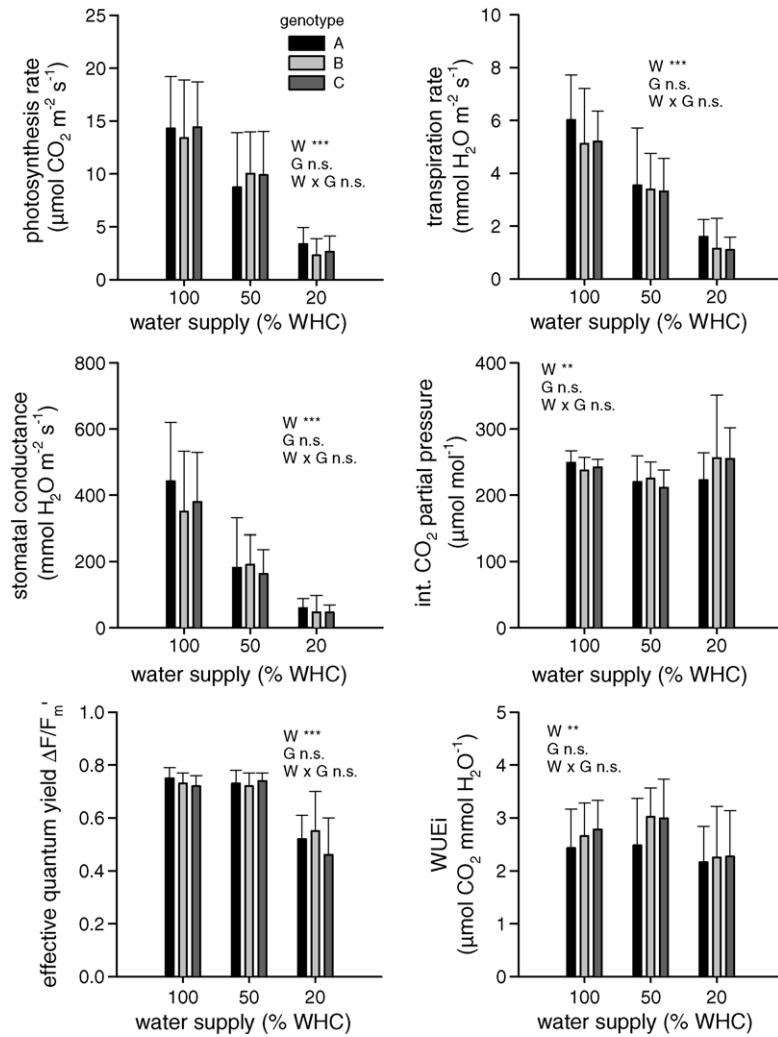 genotype
A
B
C
photosynthesis rate
(µmol CO₂ m⁻² s⁻¹)
25
20
15
10
5
0
W ***
G n.s.
W x G n.s.
100 50 20
water supply (% WHC)
transpiration rate
(mmol H₂O m⁻² s⁻¹)
10
8
6
4
2
0
W ***
G n.s.
W x G n.s.
100 50 20
water supply (% WHC)
stomatal conductance
(mmol H₂O m⁻² s⁻¹)
800
600
400
200
0
W ***
G n.s.
W x G n.s.
100 50 20
water supply (% WHC)
int. CO₂ partial pressure
(µmol mol⁻¹)
400
300
200
100
0
W **
G n.s.
W x G n.s.
100 50 20
water supply (% WHC)
effective quantum yield ΔF/Fₘ'
1.0
0.8
0.6
0.4
0.2
0.0
W ***
G n.s.
W x G n.s.
100 50 20
water supply (% WHC)
WUEi
(µmol CO₂ mmol H₂O⁻¹)
5
4
3
2
1
0
W **
G n.s.
W x G n.s.
100 50 20
water supply (% WHC)